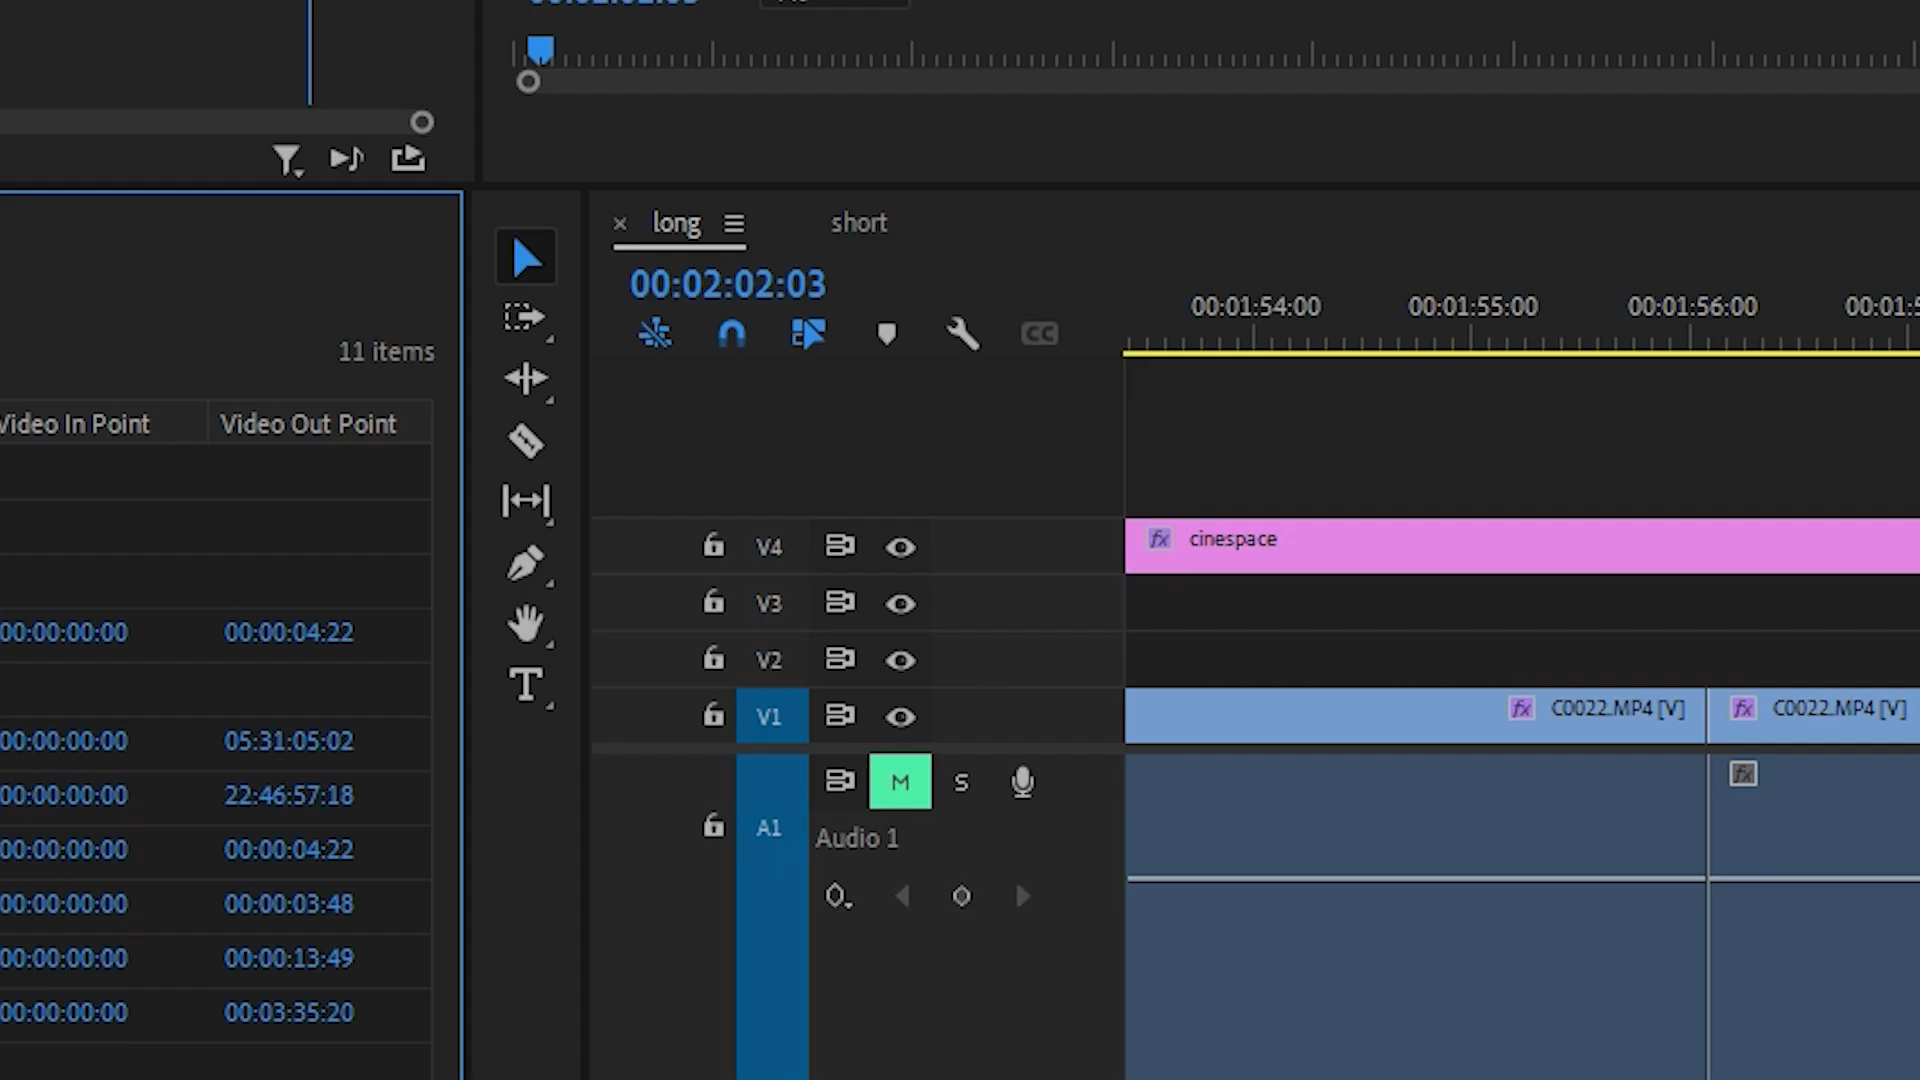 long
short
00:02:02:03
00:01:54:00
00:01:55:00
00:01:56:00
CC
11 items
Video In Point
Video Out Point
V4
fx cinespace
V3
V2
V1
fx C0022.MP4 [V]
fx C0022.MP4 [V]
A1
M
S
fx
Audio 1
T
00:00:00:00
00:00:04:22
00:00:00:00
05:31:05:02
00:00:00:00
22:46:57:18
00:00:00:00
00:00:04:22
00:00:00:00
00:00:03:48
00:00:00:00
00:00:13:49
00:00:00:00
00:03:35:20